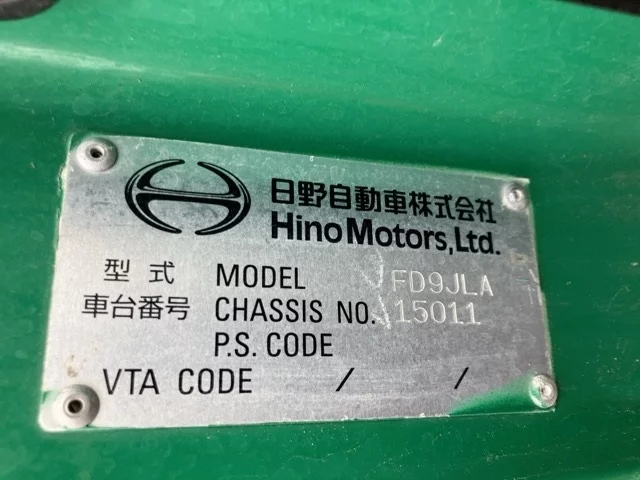 日野自動車株式会社
Hino Motors, Ltd.
型式 MODEL FD9JLA
車台番号 CHASSIS NO. 15011
P.S. CODE
VTA CODE / /